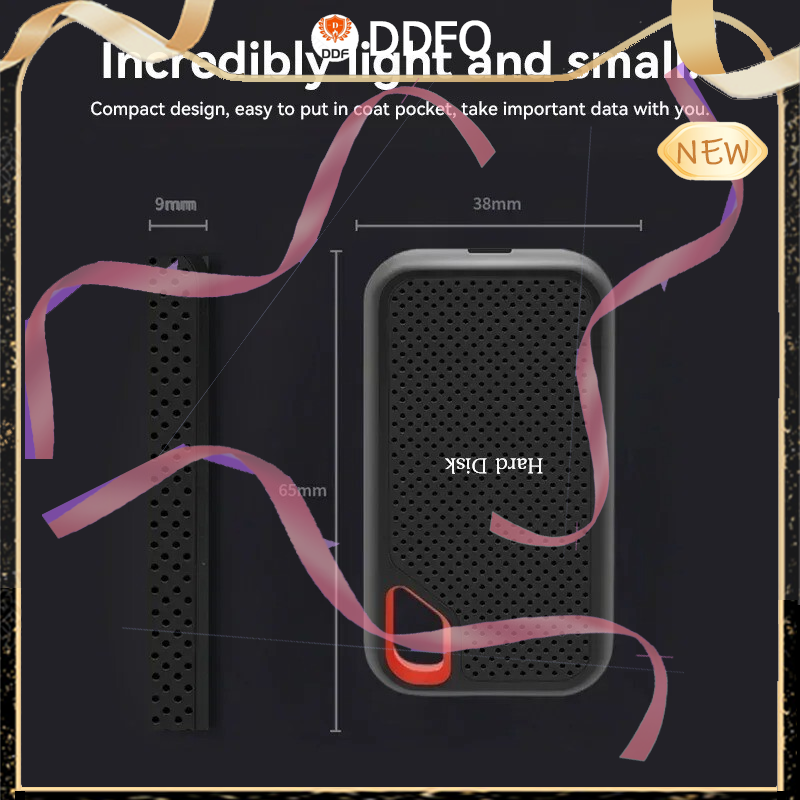 DDFO
D
DDF
Incredibly light and small.
Compact design, easy to put in coat pocket, take important data with you.
NEW
9mm
38mm
Hard Disk
65mm